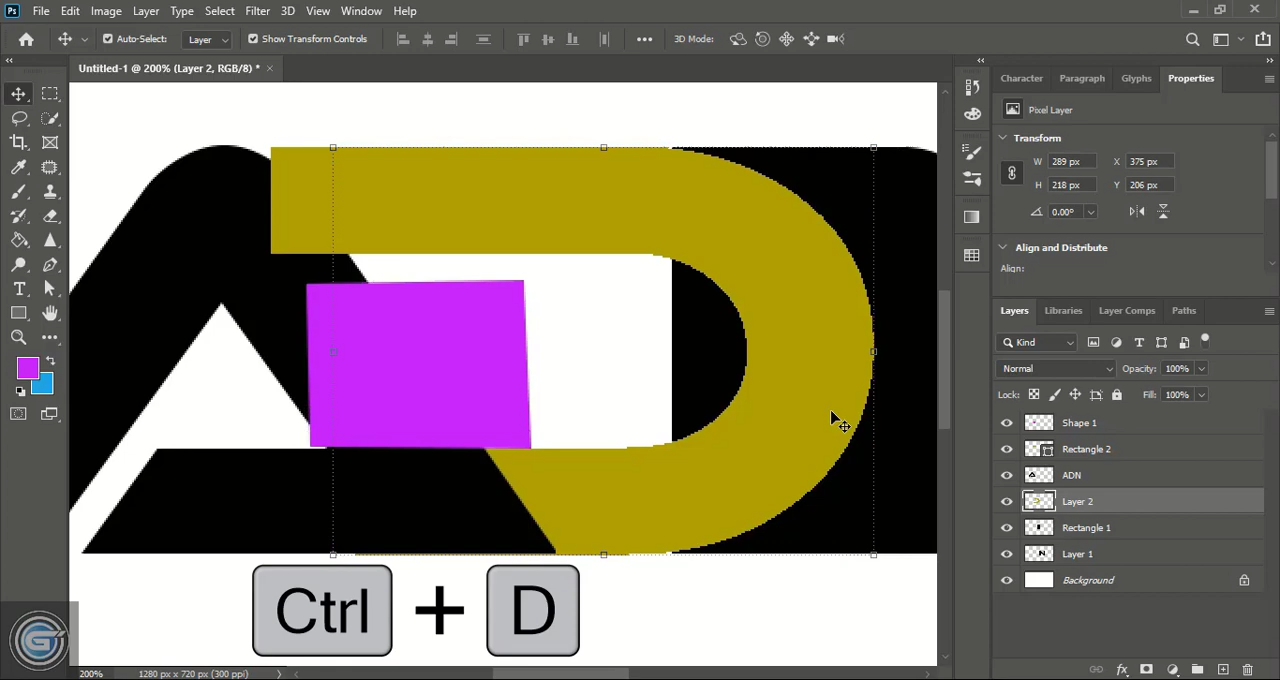 Ps File Edit Image Layer Type Select Filter 3D View Window Help
Auto-Select: Layer Show Transform Controls 3D Mode:
Untitled-1 @ 200% (Layer 2, RGB/8) *
Character Paragraph Glyphs Properties
Pixel Layer
Transform
W 289 px X 375 px
H 218 px Y 206 px
0.00°
Align and Distribute
Align:
Layers Libraries Layer Comps Paths
Kind
Normal Opacity: 100%
Lock: Fill: 100%
Shape 1
Rectangle 2
ADN
Layer 2
Rectangle 1
Layer 1
Background
Ctrl + D
G
200% 1280 px x 720 px (300 ppi)